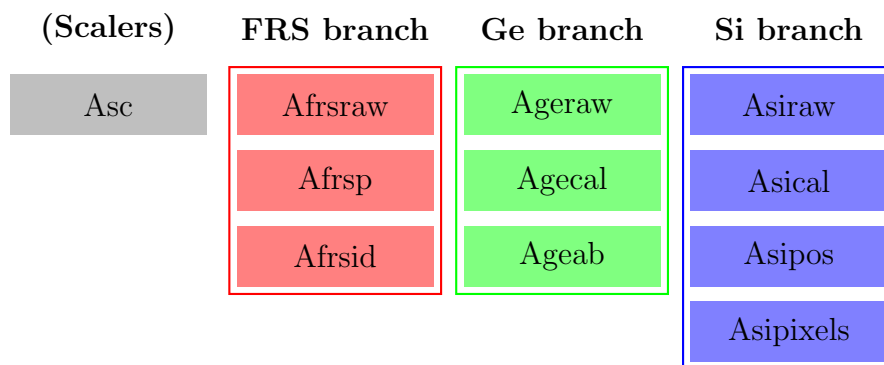 (Scalers) FRS branch Ge branch Si branch
Asc Afrsraw Ageraw Asiraw
Afrsp Agecal Asical
Afrsid Ageab Asipos
Asipixels